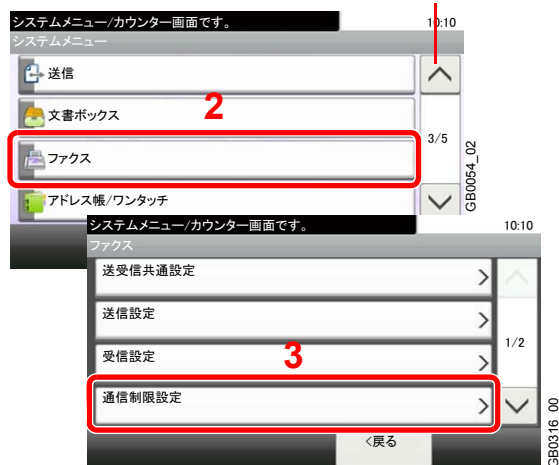 システムメニュー/カウンター画面です。
10:10
システムメニュー
送信
文書ボックス
2
3/5
ファクス
アドレス帳/ワンタッチ
GB0054_02
システムメニュー/カウンター画面です。
10:10
ファクス
送受信共通設定
送信設定
1/2
受信設定
3
通信制限設定
<戻る
GB0316_00